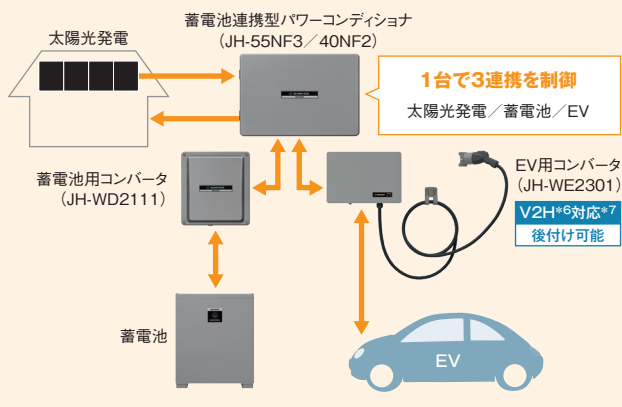 蓄電池連携型パワーコンディショナ
（JH-55NF3／40NF2）
太陽光発電
1台で3連携を制御
太陽光発電／蓄電池／EV
蓄電池用コンバータ
（JH-WD2111）
EV用コンバータ
（JH-WE2301）
V2H*6対応*7
後付け可能
蓄電池
EV